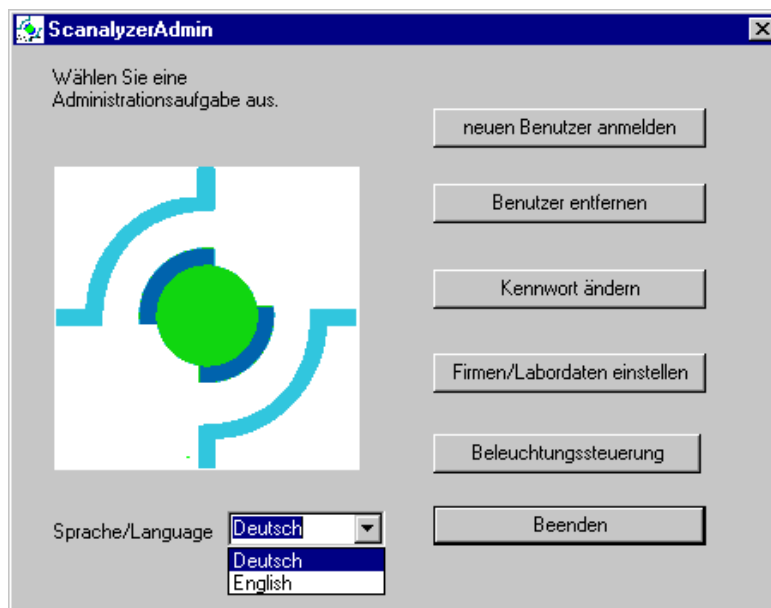 ScanalyzerAdmin
Wählen Sie eine
Administrationsaufgabe aus.
neuen Benutzer anmelden
Benutzer entfernen
Kennwort ändern
Firmen/Labordaten einstellen
Beleuchtungssteuerung
Beenden
Sprache/Language
Deutsch
Deutsch
English